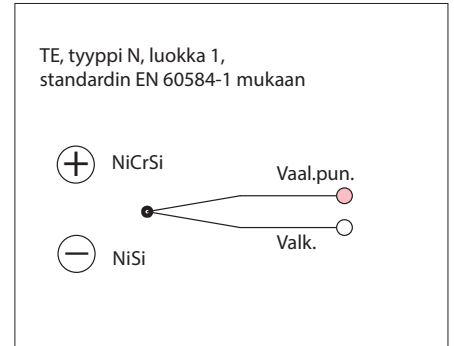 TE, tyyppi N, luokka 1,
standardin EN 60584-1 mukaan
+ NiCrSi
Vaal.pun.
Valk.
− NiSi